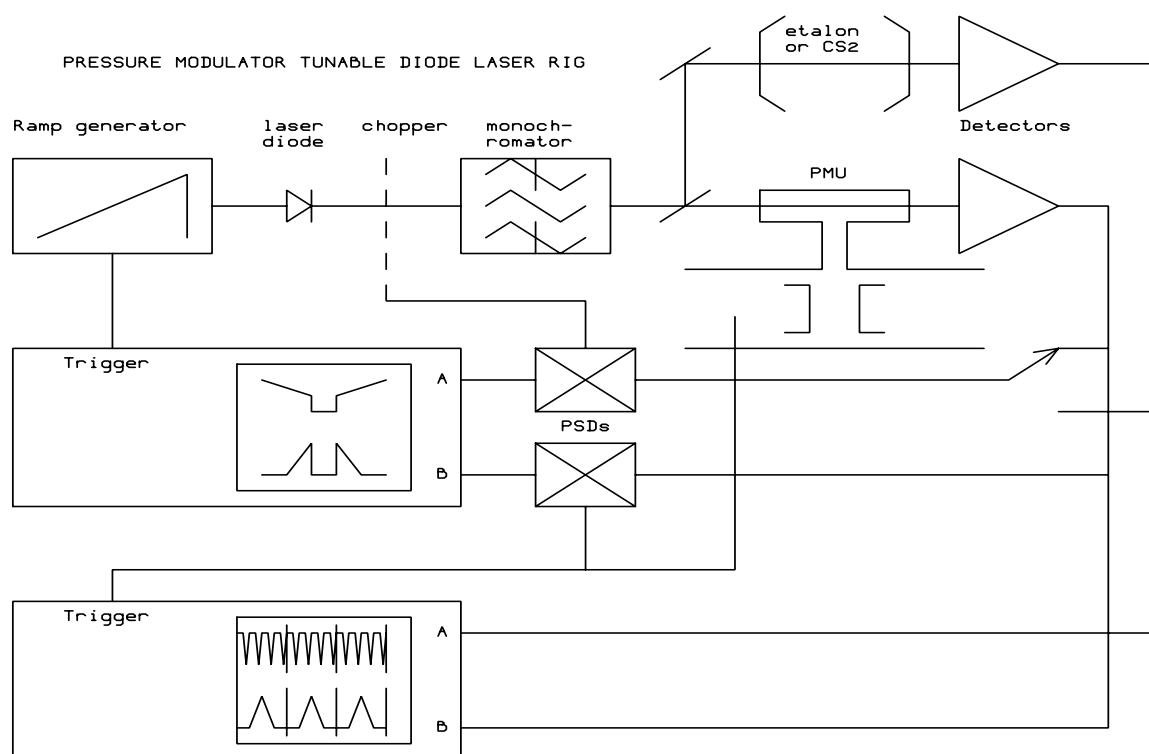 etalon
or CS2
PRESSURE MODULATOR TUNABLE DIODE LASER RIG
Ramp generator
laser
diode
chopper
monoch-
romator
Detectors
PMU
Trigger
A
PSDs
B
Trigger
A
B